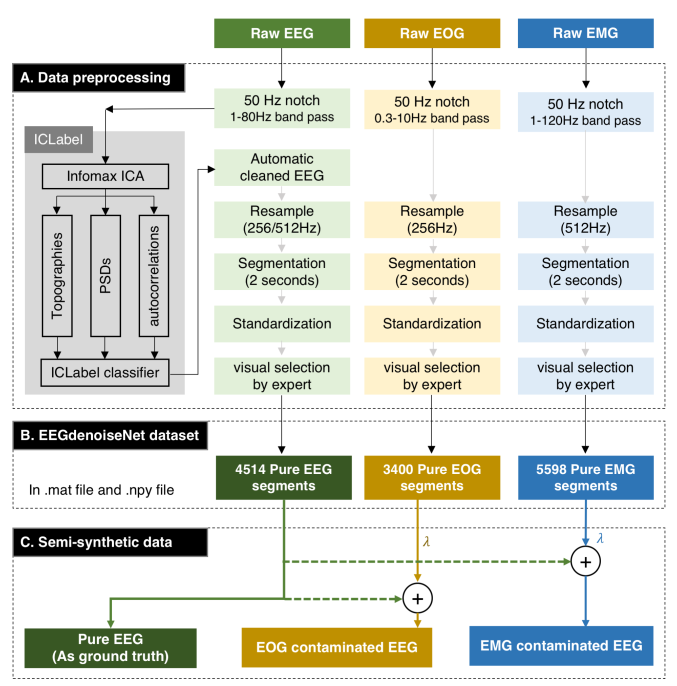 Raw EEG
Raw EOG
Raw EMG
A. Data preprocessing
50 Hz notch
1-80Hz band pass
50 Hz notch
0.3-10Hz band pass
50 Hz notch
1-120Hz band pass
ICLabel
Infomax ICA
Topographies
PSDs
autocorrelations
ICLabel classifier
Automatic
cleaned EEG
Resample
(256/512Hz)
Resample
(256Hz)
Resample
(512Hz)
Segmentation
(2 seconds)
Segmentation
(2 seconds)
Segmentation
(2 seconds)
Standardization
Standardization
Standardization
visual selection
by expert
visual selection
by expert
visual selection
by expert
B. EEGdenoiseNet dataset
In .mat file and .npy file
4514 Pure EEG
segments
3400 Pure EOG
segments
5598 Pure EMG
segments
C. Semi-synthetic data
λ
λ
+
+
Pure EEG
(As ground truth)
EOG contaminated EEG
EMG contaminated EEG